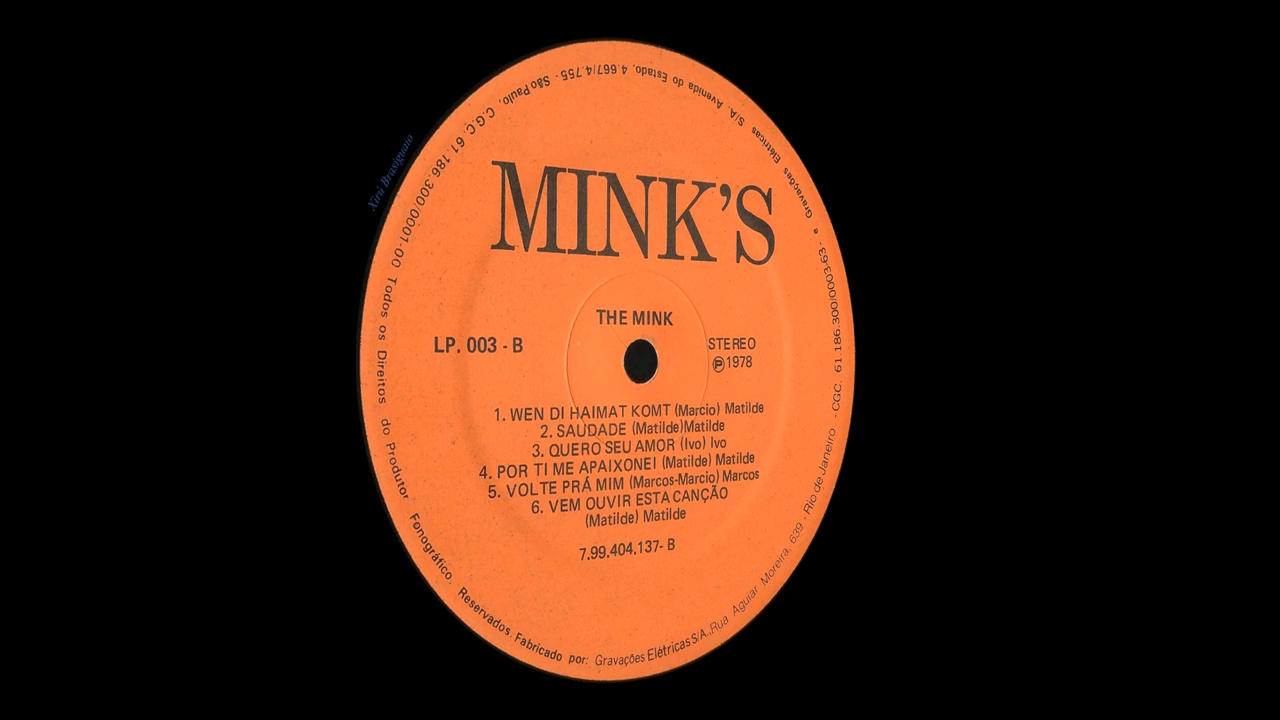 MINK'S
THE MINK
LP. 003 - B
STEREO
Ⓟ1978
1. WEN DI HAIMAT KOMT (Marcio) Matilde
2. SAUDADE (Matilde)Matilde
3. QUERO SEU AMOR (Ivo) Ivo
4. POR TI ME APAIXONEI (Matilde) Matilde
5. VOLTE PRÁ MIM (Marcos-Marcio) Marcos
6. VEM OUVIR ESTA CANÇÃO
(Matilde) Matilde
7.99.404.137- B
Todos os Direitos do Produtor Fonográfico. Reservados. Fabricado por: Gravações Elétricas S/A..Rua Aguiar Moreira, 639 - Rio de Janeiro - CGC. 61.186.300/0003-63 - e Gravações Elétricas S/A. Avenida do Estado, 4.667/4.755 - São Paulo, C.G.C. 61.186.300/0001-00
Xirú Brasiguaio